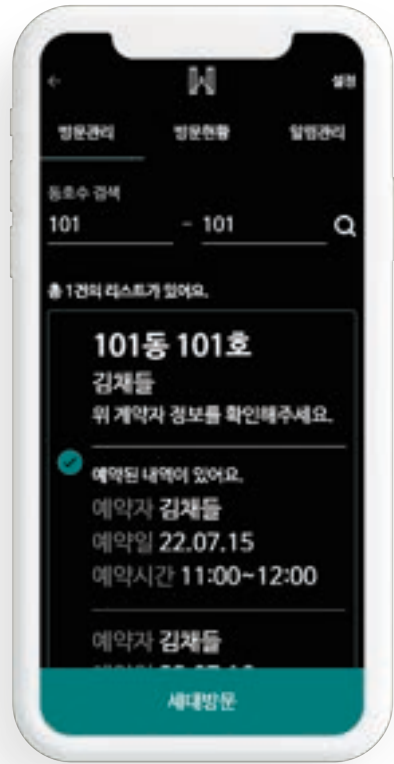 설정
방문관리 방문현황 알림관리
동호수 검색
101 - 101
총 1건의 리스트가 있어요.
101동 101호
김채들
위 계약자 정보를 확인해주세요.
예약된 내역이 있어요.
예약자 김채들
예약일 22.07.15
예약시간 11:00~12:00
예약자 김채들
세대방문